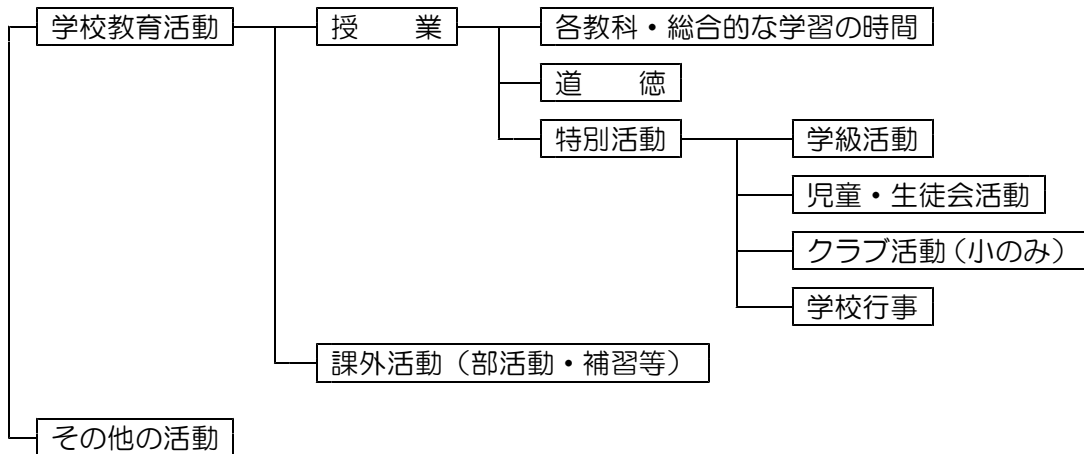 学校教育活動
授　業
各教科・総合的な学習の時間
道　徳
特別活動
学級活動
児童・生徒会活動
クラブ活動（小のみ）
学校行事
課外活動（部活動・補習等）
その他の活動